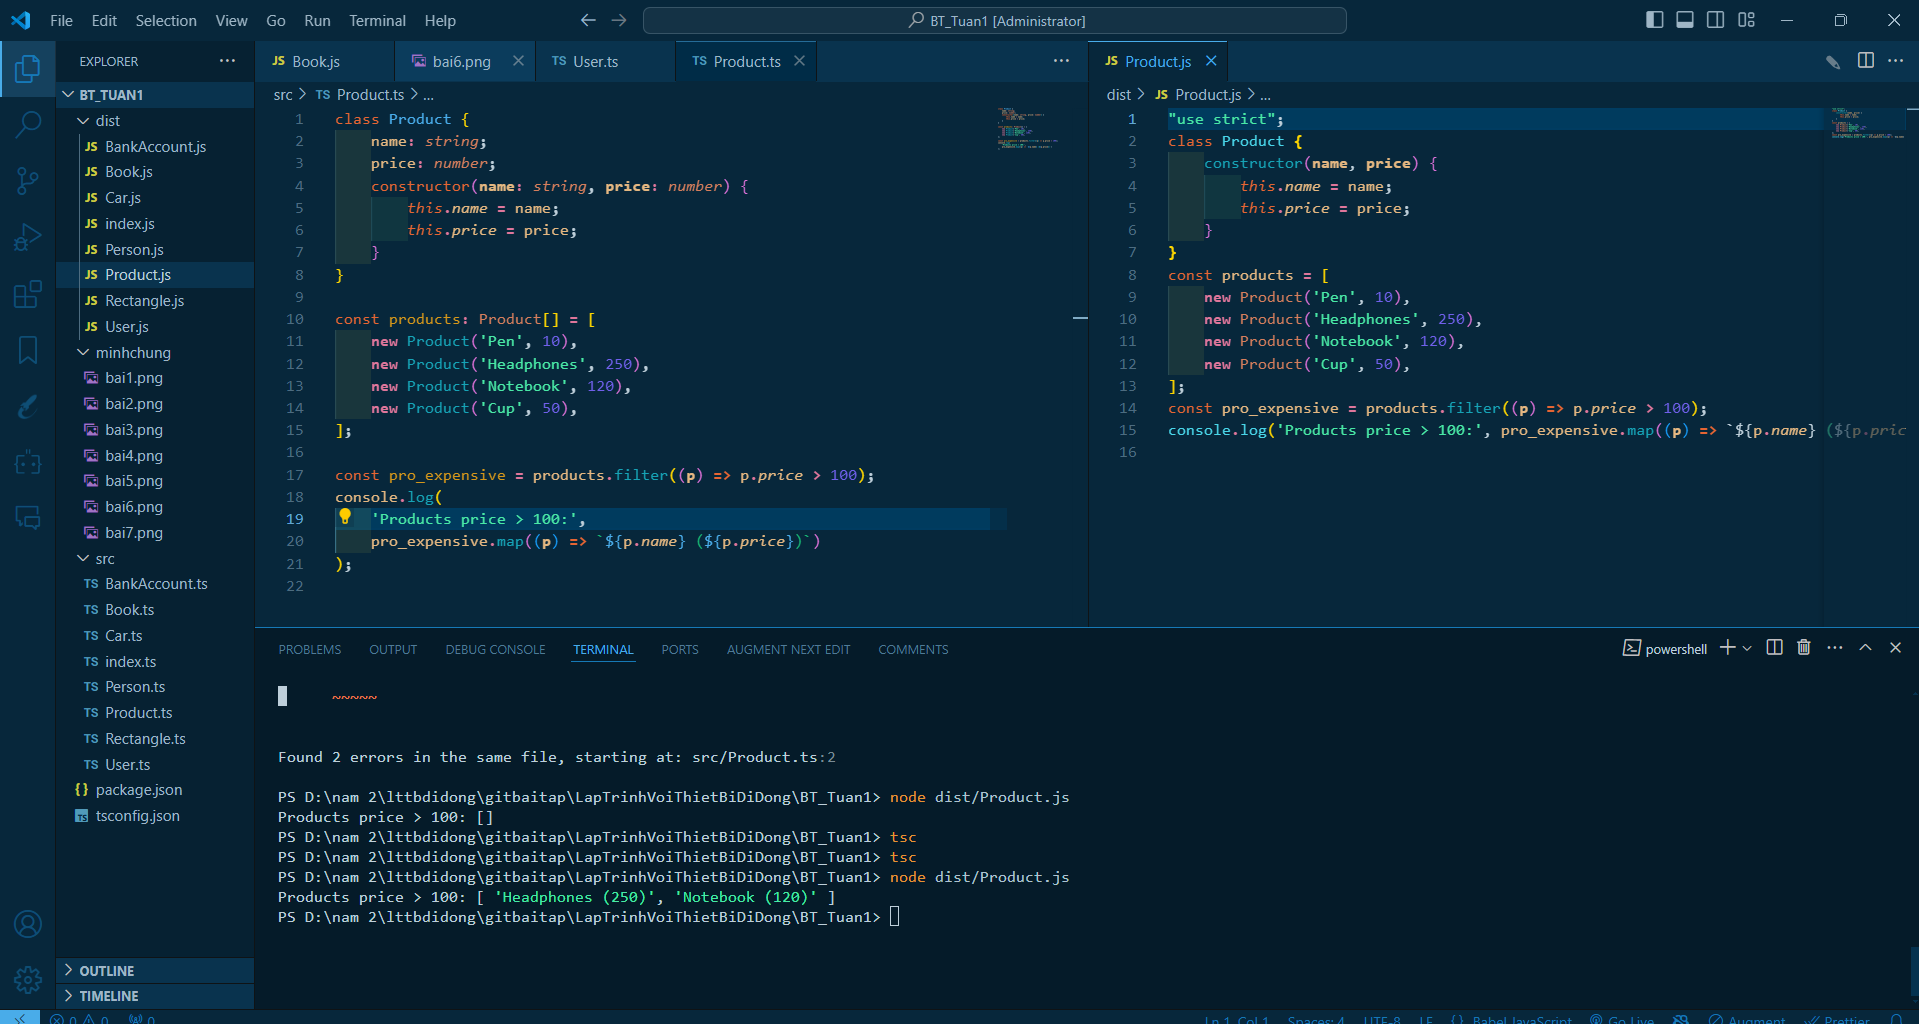 File Edit Selection View Go Run Terminal Help
BT_Tuan1 [Administrator]
EXPLORER
BT_TUAN1
dist
JS BankAccount.js
JS Book.js
JS Car.js
JS index.js
JS Person.js
JS Product.js
JS Rectangle.js
JS User.js
minhchung
bai1.png
bai2.png
bai3.png
bai4.png
bai5.png
bai6.png
bai7.png
src
TS BankAccount.ts
TS Book.ts
TS Car.ts
TS index.ts
TS Person.ts
TS Product.ts
TS Rectangle.ts
TS User.ts
{} package.json
TS tsconfig.json
OUTLINE
TIMELINE
JS Book.js bai6.png TS User.ts TS Product.ts
src > TS Product.ts > ...
1 class Product {
2 name: string;
3 price: number;
4 constructor(name: string, price: number) {
5 this.name = name;
6 this.price = price;
7 }
8 }
9
10 const products: Product[] = [
11 new Product('Pen', 10),
12 new Product('Headphones', 250),
13 new Product('Notebook', 120),
14 new Product('Cup', 50),
15 ];
16
17 const pro_expensive = products.filter((p) => p.price > 100);
18 console.log(
19 'Products price > 100:',
20 pro_expensive.map((p) => `${p.name} (${p.price})`)
21 );
22
JS Product.js
dist > JS Product.js > ...
1 "use strict";
2 class Product {
3 constructor(name, price) {
4 this.name = name;
5 this.price = price;
6 }
7 }
8 const products = [
9 new Product('Pen', 10),
10 new Product('Headphones', 250),
11 new Product('Notebook', 120),
12 new Product('Cup', 50),
13 ];
14 const pro_expensive = products.filter((p) => p.price > 100);
15 console.log('Products price > 100:', pro_expensive.map((p) => `${p.name} (${p.pric
16
PROBLEMS OUTPUT DEBUG CONSOLE TERMINAL PORTS AUGMENT NEXT EDIT COMMENTS
powershell
~~~~~
Found 2 errors in the same file, starting at: src/Product.ts:2
PS D:\nam 2\lttbdidong\gitbaitap\LapTrinhVoiThietBiDiDong\BT_Tuan1> node dist/Product.js
Products price > 100: []
PS D:\nam 2\lttbdidong\gitbaitap\LapTrinhVoiThietBiDiDong\BT_Tuan1> tsc
PS D:\nam 2\lttbdidong\gitbaitap\LapTrinhVoiThietBiDiDong\BT_Tuan1> tsc
PS D:\nam 2\lttbdidong\gitbaitap\LapTrinhVoiThietBiDiDong\BT_Tuan1> node dist/Product.js
Products price > 100: [ 'Headphones (250)', 'Notebook (120)' ]
PS D:\nam 2\lttbdidong\gitbaitap\LapTrinhVoiThietBiDiDong\BT_Tuan1>
0 0 0 Ln 1, Col 1 Spaces: 4 UTF-8 LF {} Babel JavaScript Go Live Augment Prettier